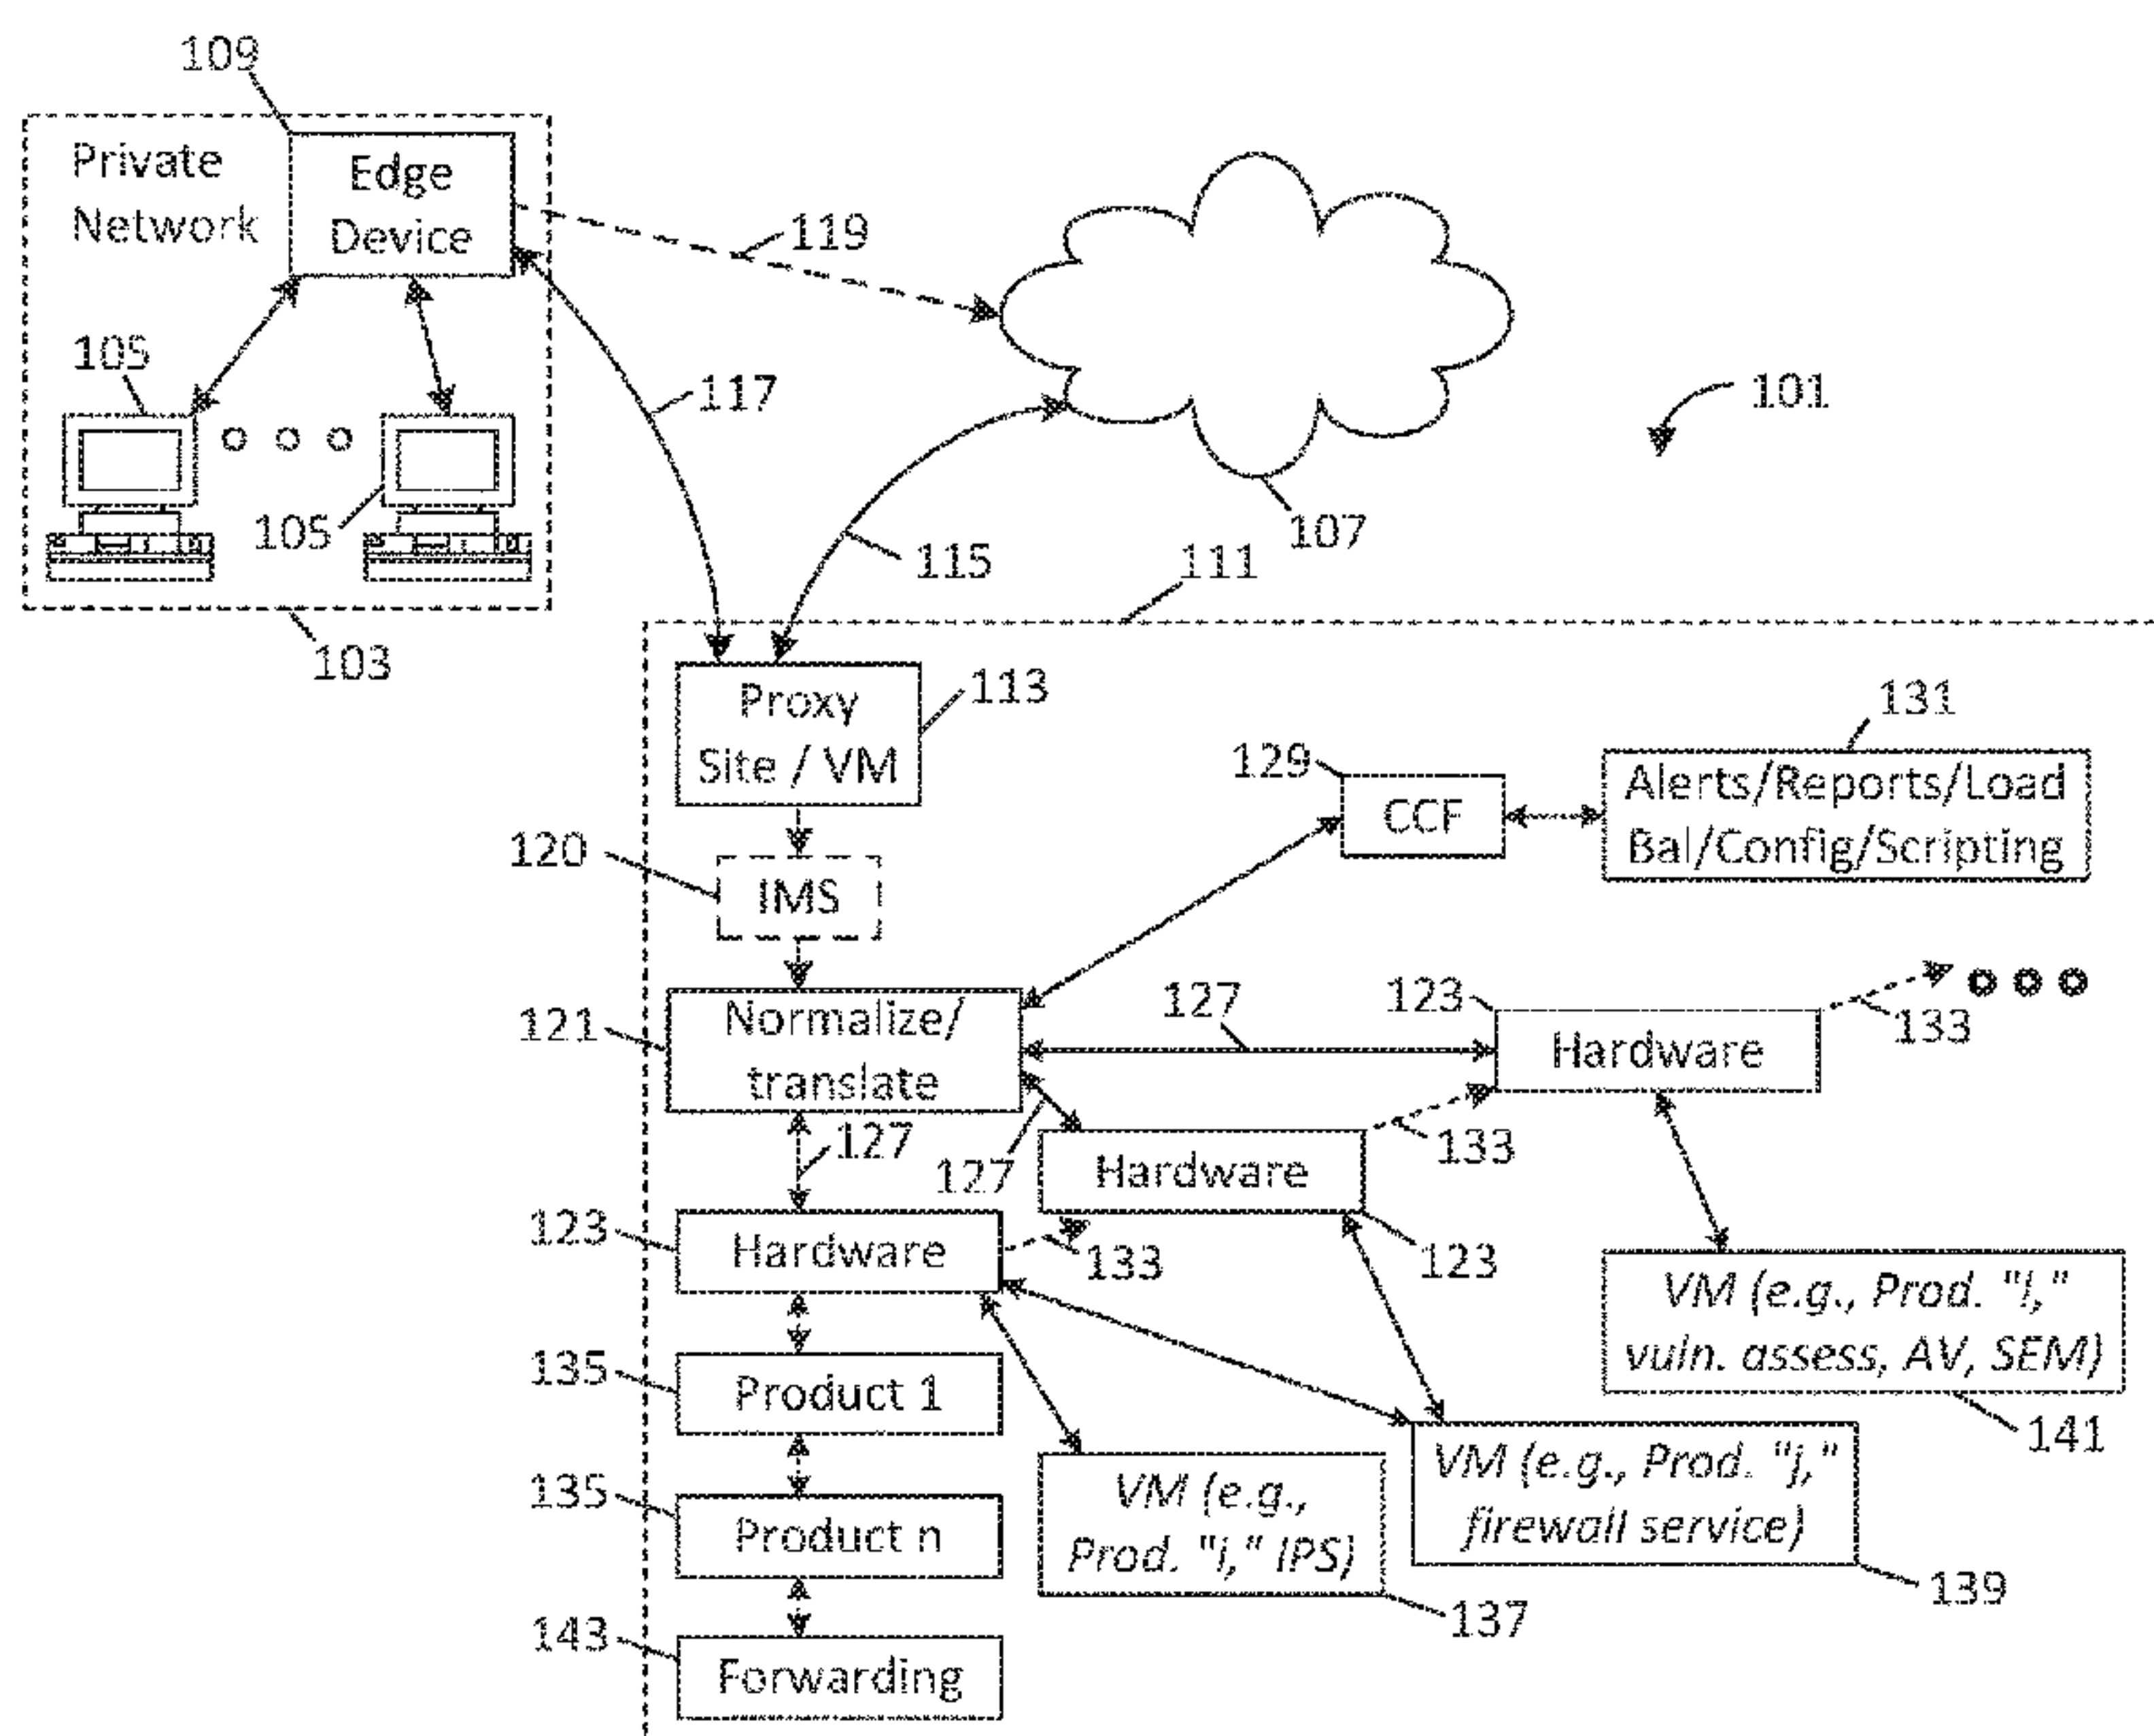 109
Private
Network
Edge
Device
119
105
117
101
105
107
115
111
103
Proxy
Site / VM
113
131
129
CCF
Alerts/Reports/Load
Bal/Config/Scripting
120
IMS
121
Normalize/
translate
127
123
Hardware
133
127
127
Hardware
133
123
123
Hardware
133
VM (e.g., Prod. "l,"
vuln. assess, AV, SEM)
141
135
Product 1
VM (e.g., Prod. "j,"
firewall service)
139
135
Product n
VM (e.g.,
Prod. "i," IPS)
137
143
Forwarding